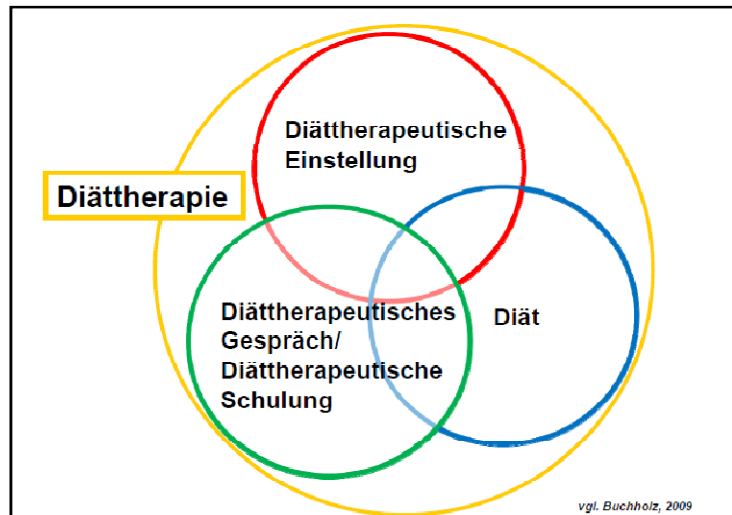 Diättherapeutische
Einstellung
Diättherapie
Diättherapeutisches
Gespräch/
Diättherapeutische
Schulung
Diät
vgl. Buchholz, 2009